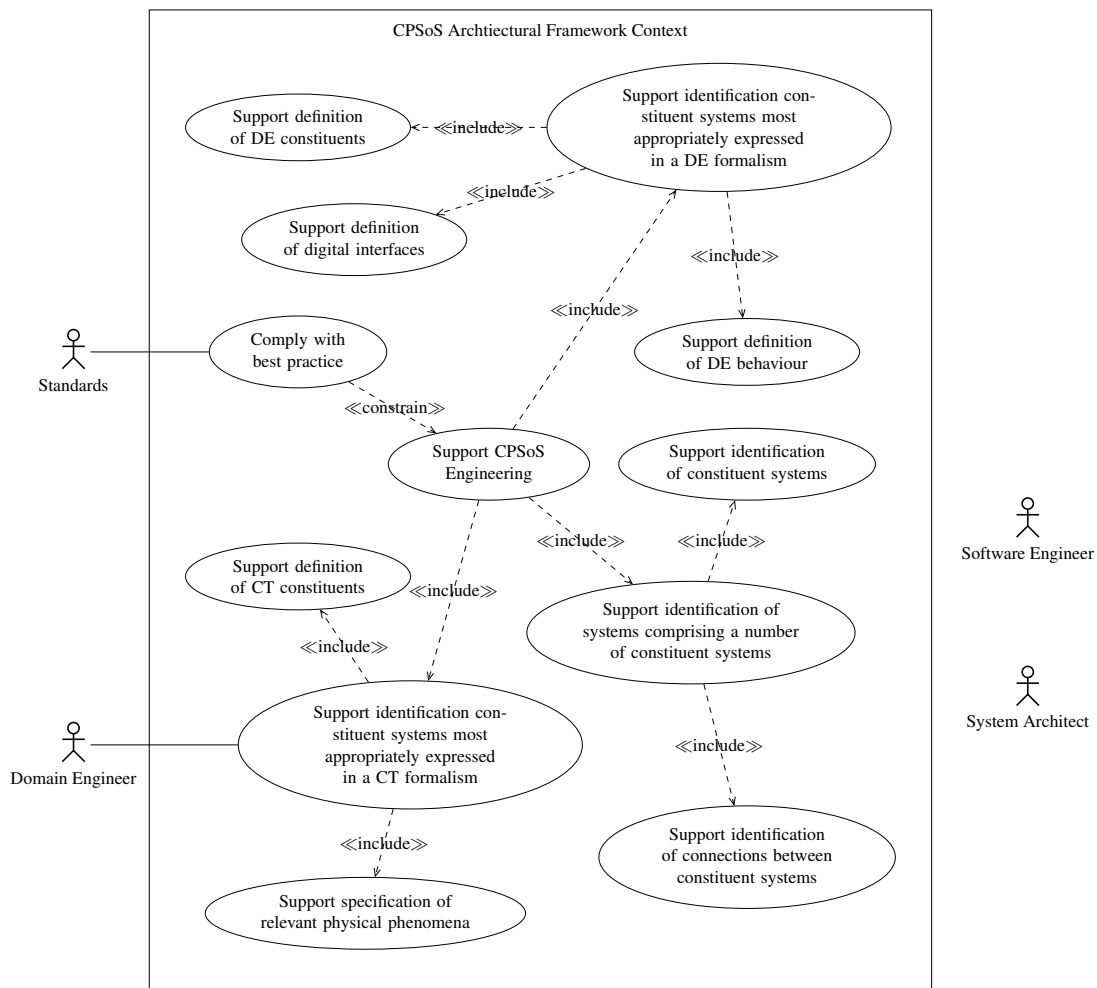 CPSoS Archtiectural Framework Context
Support identification con-
stituent systems most
appropriately expressed
in a DE formalism
Support definition
of DE constituents
≪include≫
≪include≫
Support definition
of digital interfaces
≪include≫
≪include≫
Comply with
best practice
Standards
Support definition
of DE behaviour
≪constrain≫
Support CPSoS
Engineering
Support identification
of constituent systems
≪include≫
≪include≫
Software Engineer
Support definition
of CT constituents
≪include≫
Support identification of
systems comprising a number
of constituent systems
≪include≫
System Architect
Support identification con-
stituent systems most
appropriately expressed
in a CT formalism
Domain Engineer
≪include≫
≪include≫
Support identification
of connections between
constituent systems
Support specification of
relevant physical phenomena